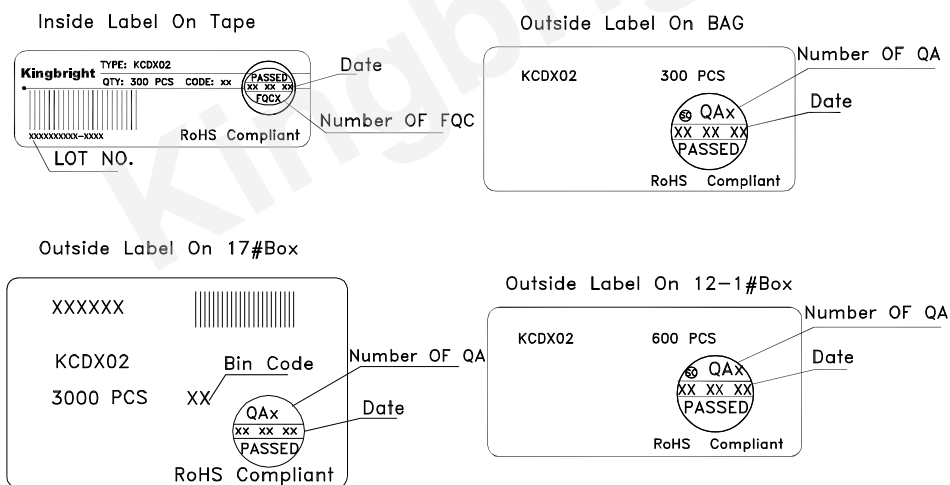 Inside Label On Tape
Kingbright
TYPE: KCDX02
QTY: 300 PCS CODE: xx
PASSED
XX XX XX
FQCX
xxxxxxxxxx-xxxx
RoHS Compliant
Date
Number OF FQC
LOT NO.
Outside Label On BAG
KCDX02
300 PCS
SC QAx
XX XX XX
PASSED
RoHS Compliant
Number OF QA
Date
Outside Label On 17#Box
XXXXXX
KCDX02
3000 PCS
Bin Code
XX
QAx
XX XX XX
PASSED
RoHS Compliant
Number OF QA
Date
Outside Label On 12-1#Box
KCDX02
600 PCS
SC QAx
XX XX XX
PASSED
RoHS Compliant
Number OF QA
Date
Kingbright